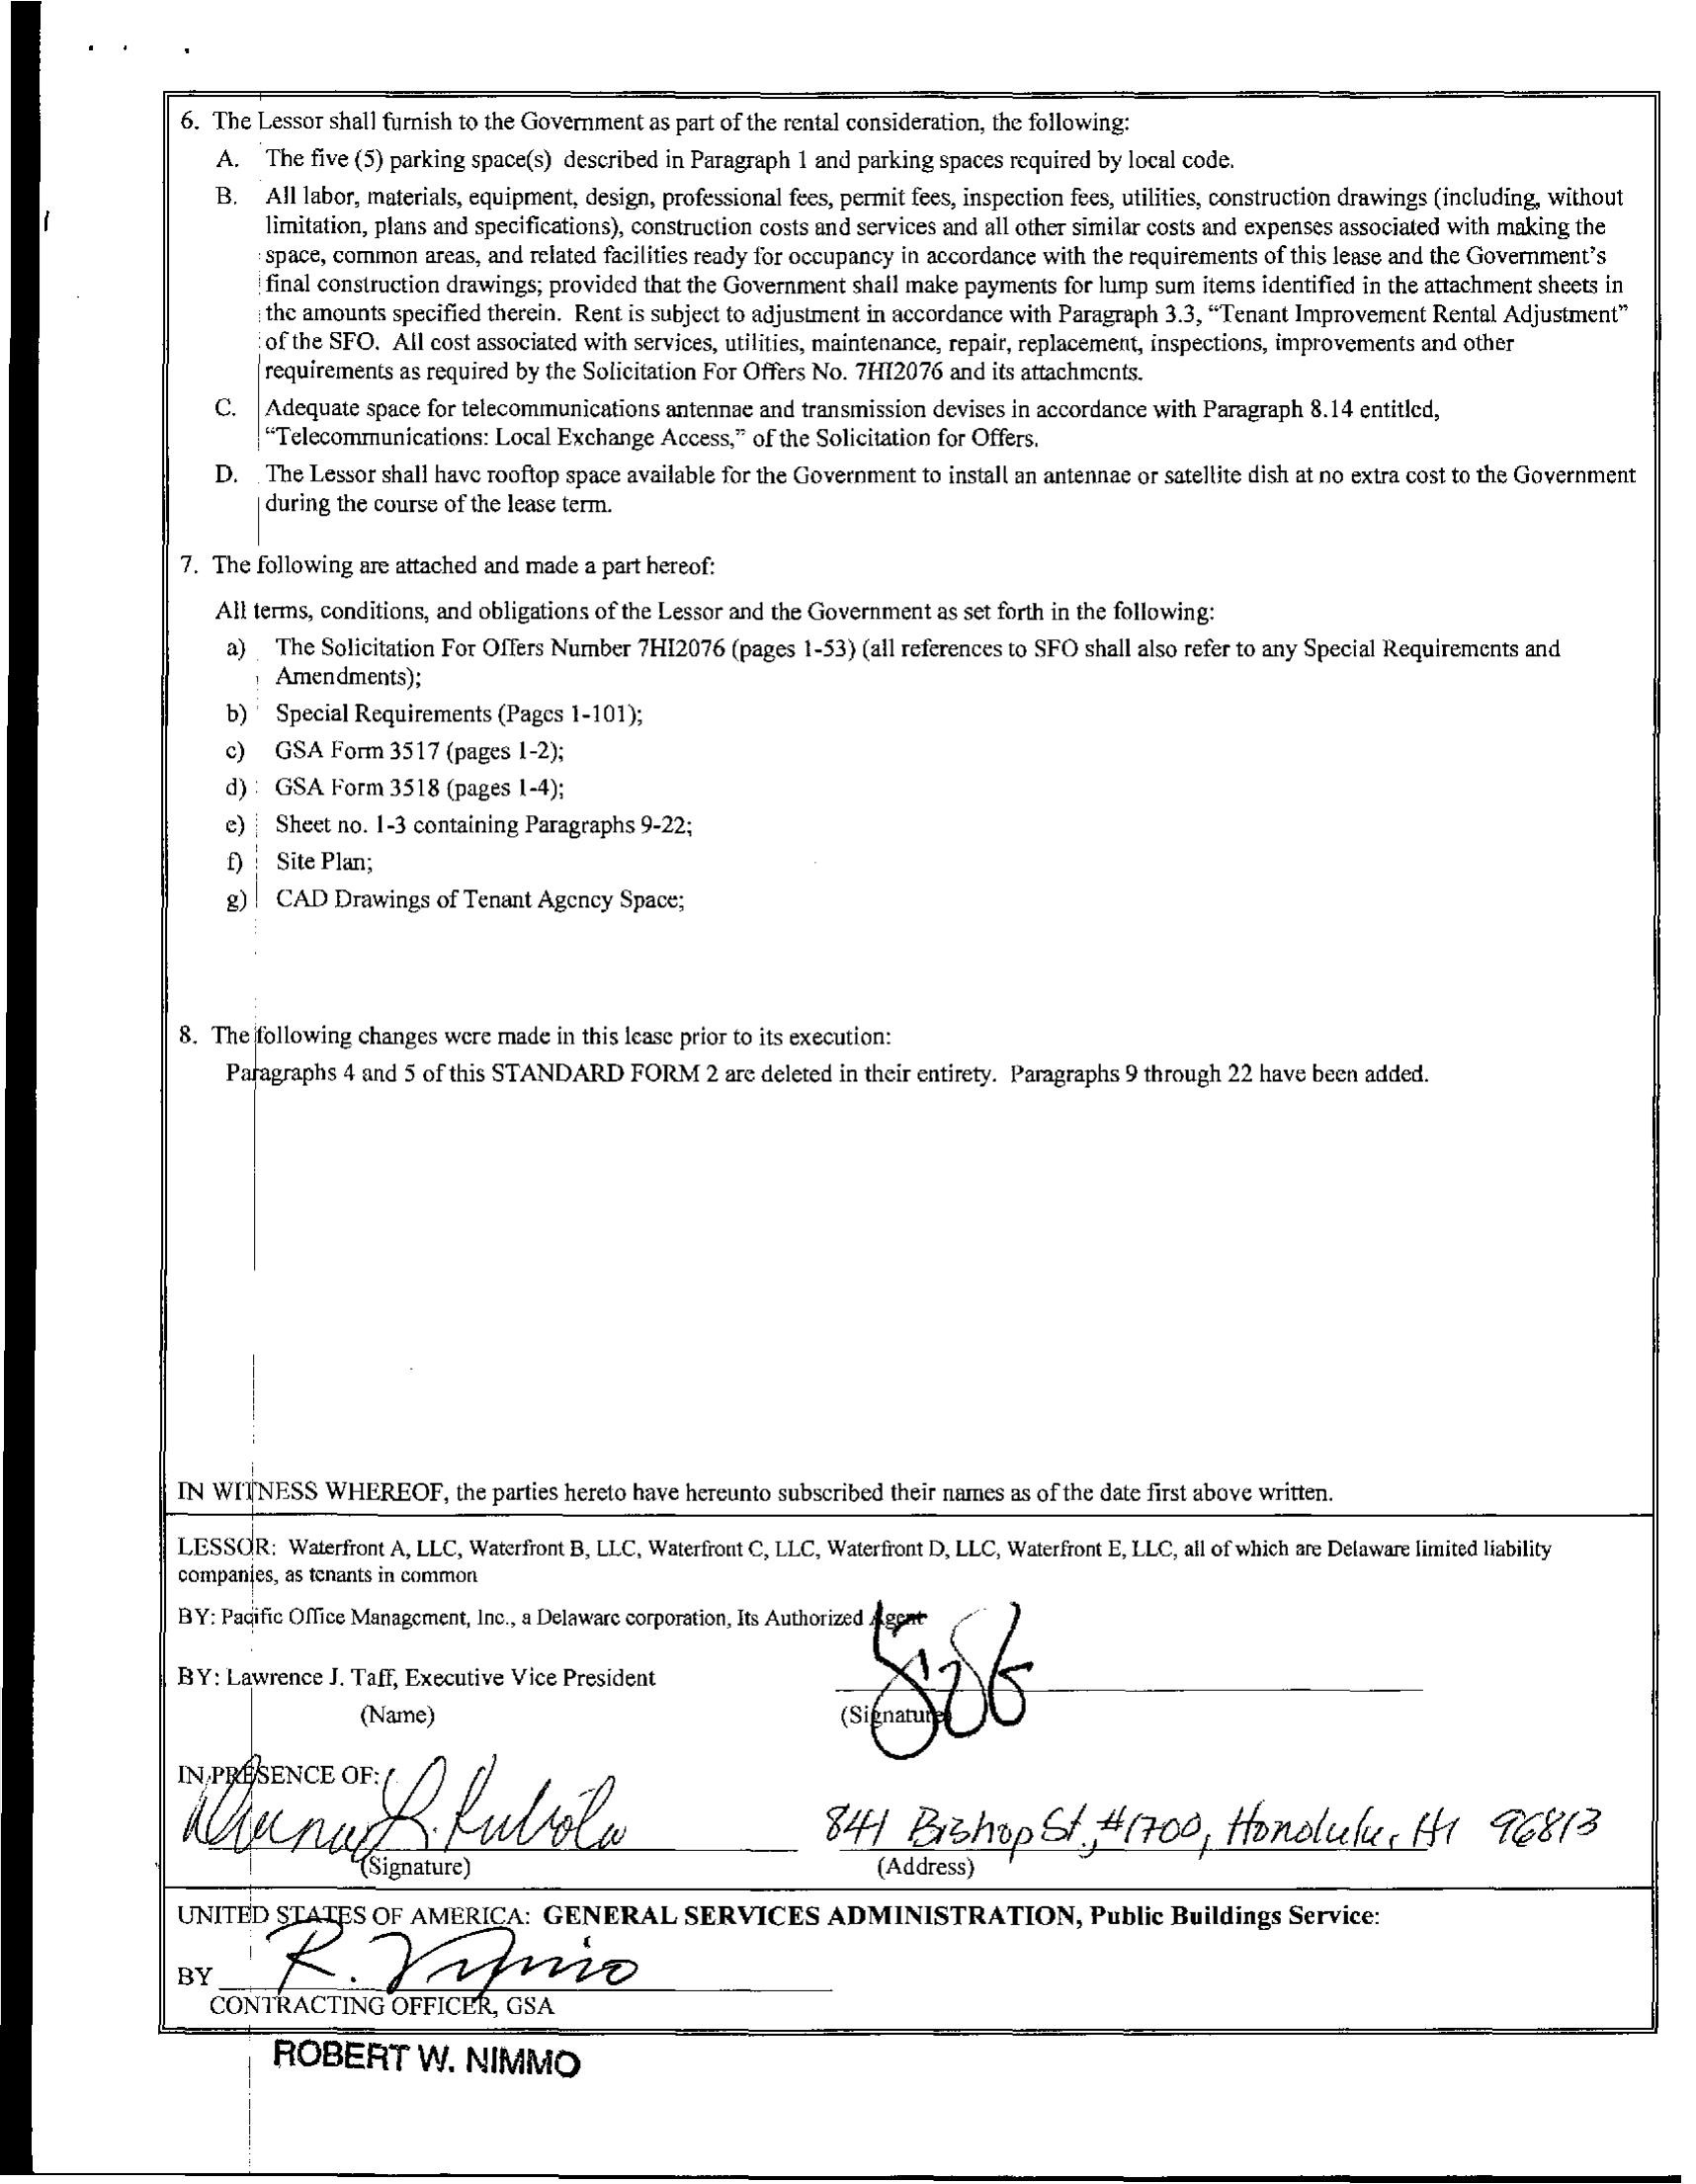 6. The Lessor shall furnish to the Government as part of the rental consideration, the following:
A. The five (5) parking space(s) described in Paragraph 1 and parking spaces required by local code.
B. All labor, materials, equipment, design, professional fees, permit fees, inspection fees, utilities, construction drawings (including, without
limitation, plans and specifications), construction costs and services and all other similar costs and expenses associated with making the
space, common areas, and related facilities ready for occupancy in accordance with the requirements of this lease and the Government's
final construction drawings; provided that the Government shall make payments for lump sum items identified in the attachment sheets in
the amounts specified therein. Rent is subject to adjustment in accordance with Paragraph 3.3, "Tenant Improvement Rental Adjustment"
of the SFO. All cost associated with services, utilities, maintenance, repair, replacement, inspections, improvements and other
requirements as required by the Solicitation For Offers No. 7HI2076 and its attachments.
C. Adequate space for telecommunications antennae and transmission devises in accordance with Paragraph 8.14 entitled,
"Telecommunications: Local Exchange Access," of the Solicitation for Offers.
D. The Lessor shall have rooftop space available for the Government to install an antennae or satellite dish at no extra cost to the Government
during the course of the lease term.
7. The following are attached and made a part hereof:
All terms, conditions, and obligations of the Lessor and the Government as set forth in the following:
a) The Solicitation For Offers Number 7HI2076 (pages 1-53) (all references to SFO shall also refer to any Special Requirements and
Amendments);
b) Special Requirements (Pages 1-101);
c) GSA Form 3517 (pages 1-2);
d) GSA Form 3518 (pages 1-4);
e) Sheet no. 1-3 containing Paragraphs 9-22;
f) Site Plan;
g) CAD Drawings of Tenant Agency Space;
8. The following changes were made in this lease prior to its execution:
Paragraphs 4 and 5 of this STANDARD FORM 2 are deleted in their entirety. Paragraphs 9 through 22 have been added.
IN WITNESS WHEREOF, the parties hereto have hereunto subscribed their names as of the date first above written.
LESSOR: Waterfront A, LLC, Waterfront B, LLC, Waterfront C, LLC, Waterfront D, LLC, Waterfront E, LLC, all of which are Delaware limited liability
companies, as tenants in common
BY: Pacific Office Management, Inc., a Delaware corporation, Its Authorized Agent
BY: Lawrence J. Taff, Executive Vice President
(Name) (Signature)
IN PRESENCE OF:
841 Bishop St., #1700, Honolulu, HI 96813
(Signature) (Address)
UNITED STATES OF AMERICA: GENERAL SERVICES ADMINISTRATION, Public Buildings Service:
BY
CONTRACTING OFFICER, GSA
ROBERT W. NIMMO